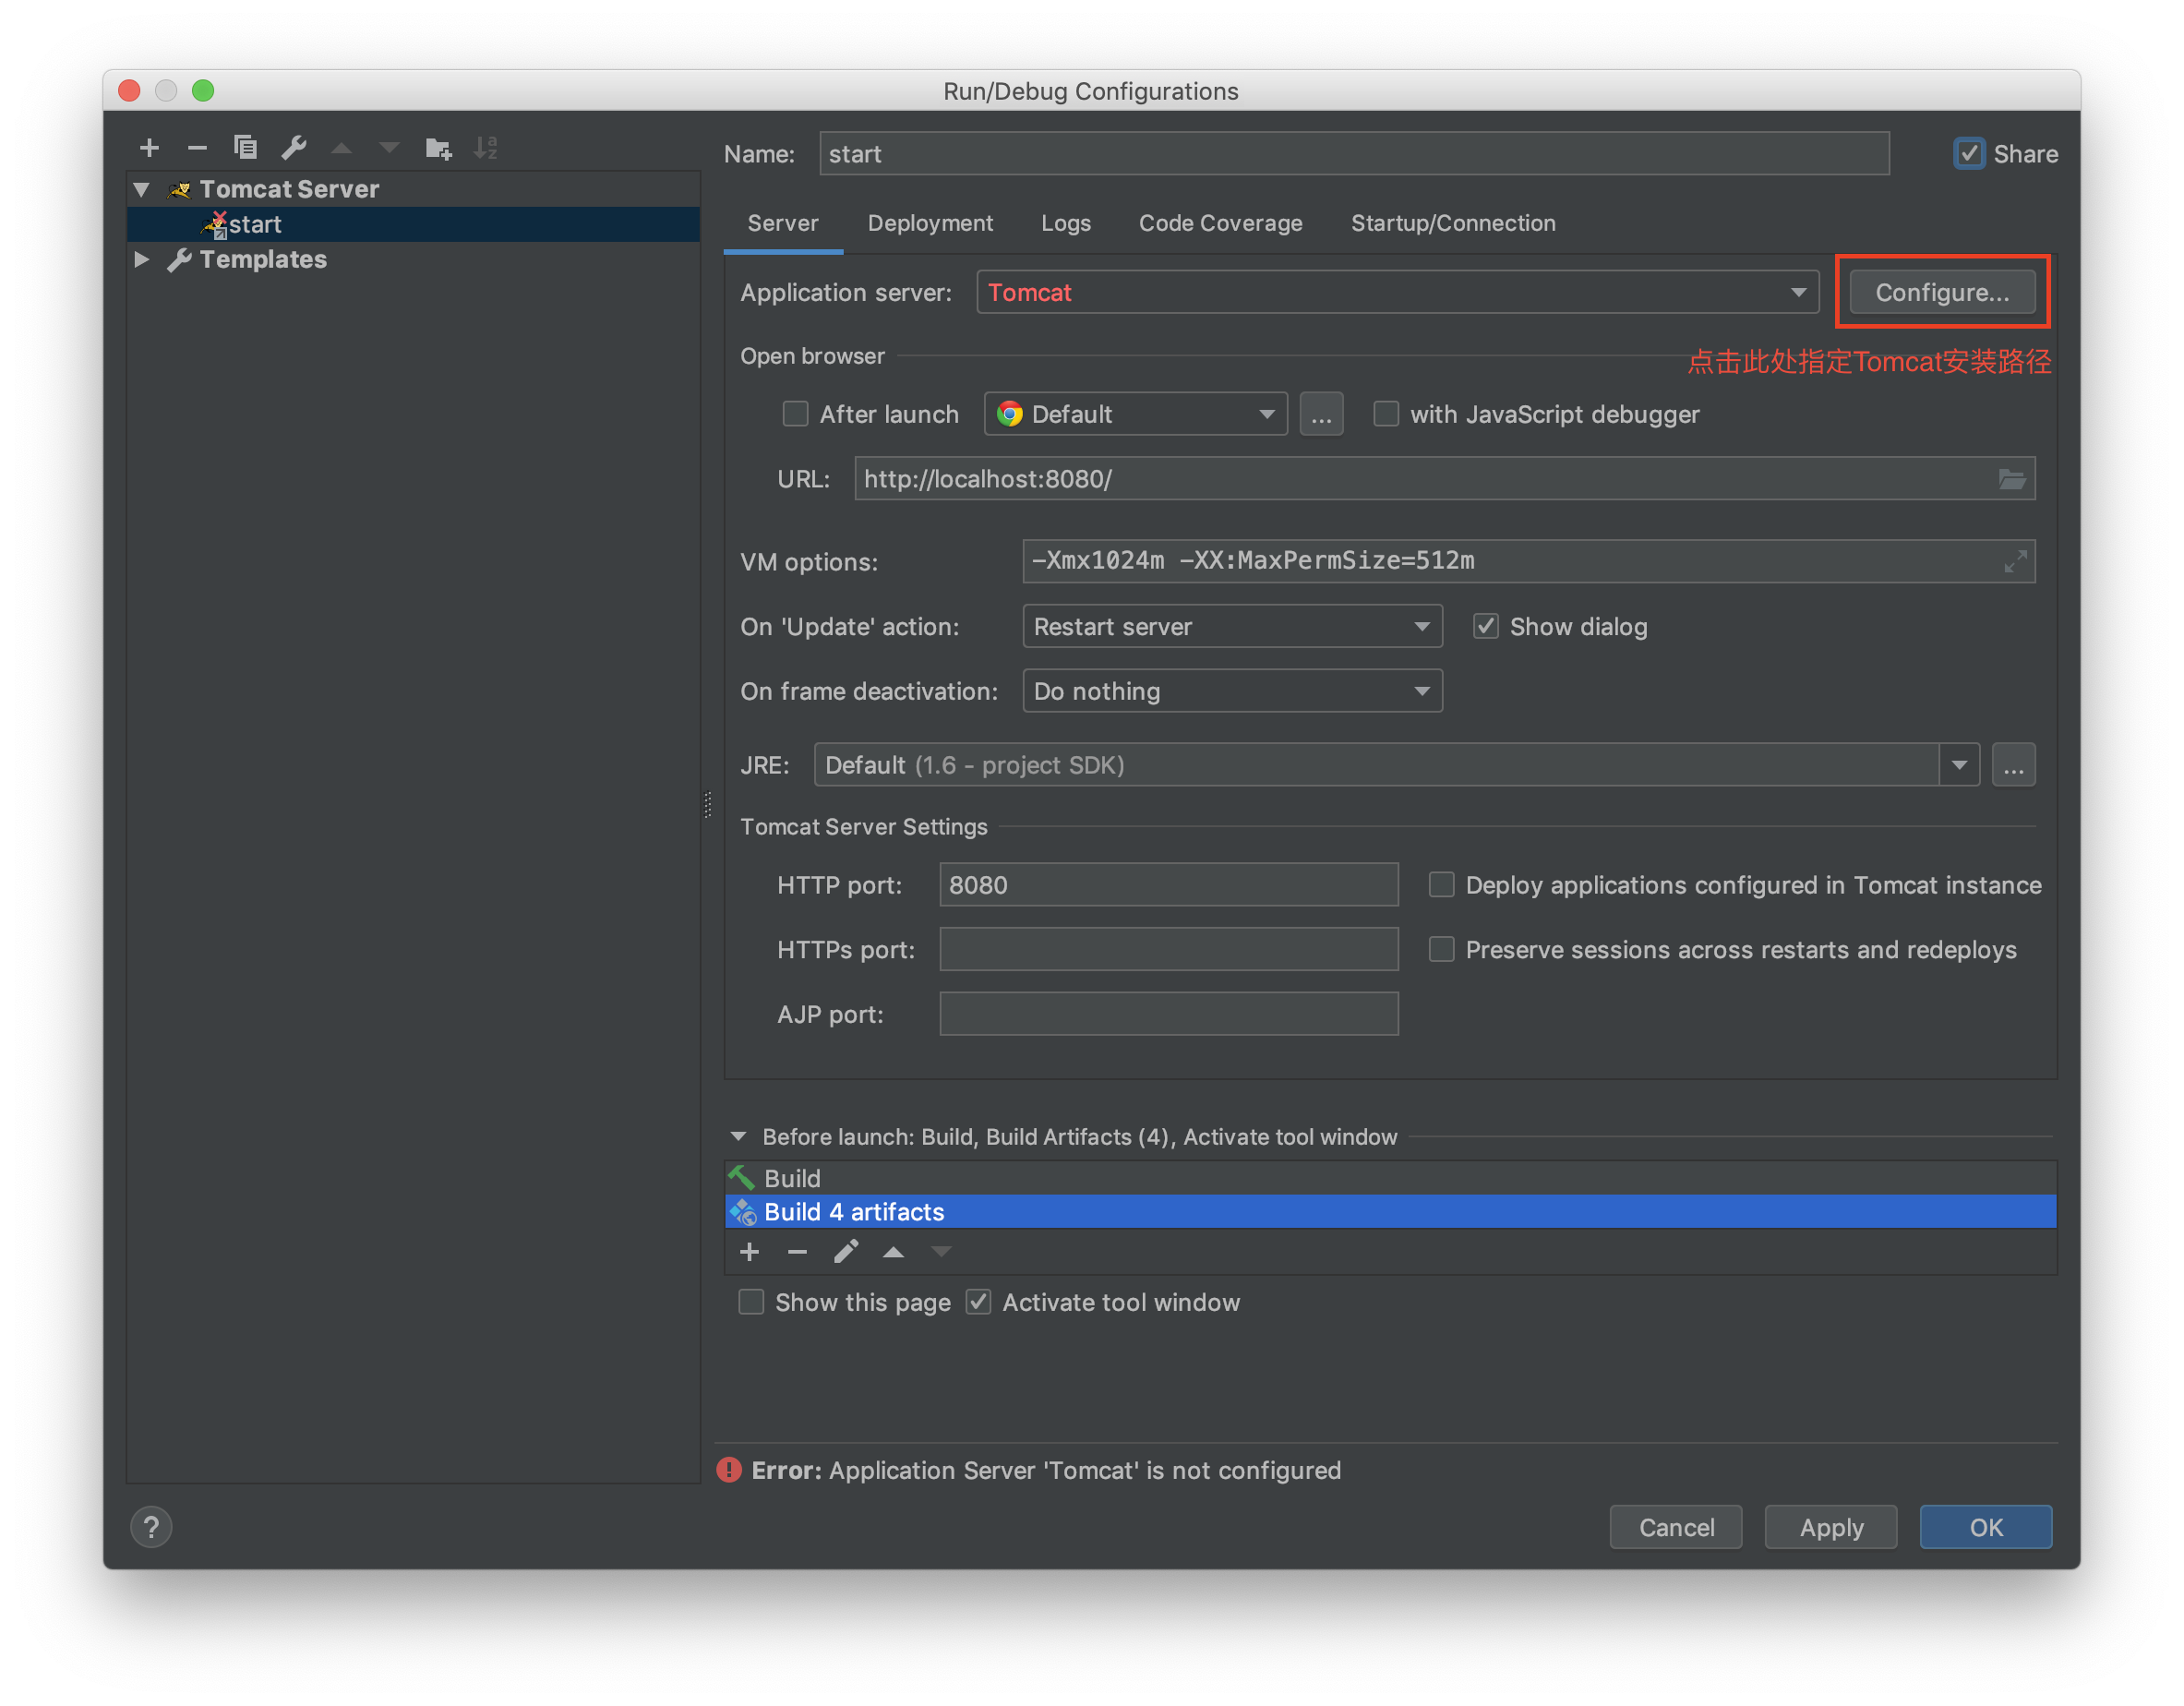 Run/Debug Configurations
Name: start Share
Tomcat Server
start
Templates
Server Deployment Logs Code Coverage Startup/Connection
Application server: Tomcat Configure...
Open browser
点击此处指定Tomcat安装路径
After launch Default ... with JavaScript debugger
URL: http://localhost:8080/
VM options: -Xmx1024m -XX:MaxPermSize=512m
On 'Update' action: Restart server Show dialog
On frame deactivation: Do nothing
JRE: Default (1.6 - project SDK) ...
Tomcat Server Settings
HTTP port: 8080 Deploy applications configured in Tomcat instance
HTTPs port: Preserve sessions across restarts and redeploys
AJP port:
Before launch: Build, Build Artifacts (4), Activate tool window
Build
Build 4 artifacts
Show this page Activate tool window
Error: Application Server 'Tomcat' is not configured
? Cancel Apply OK